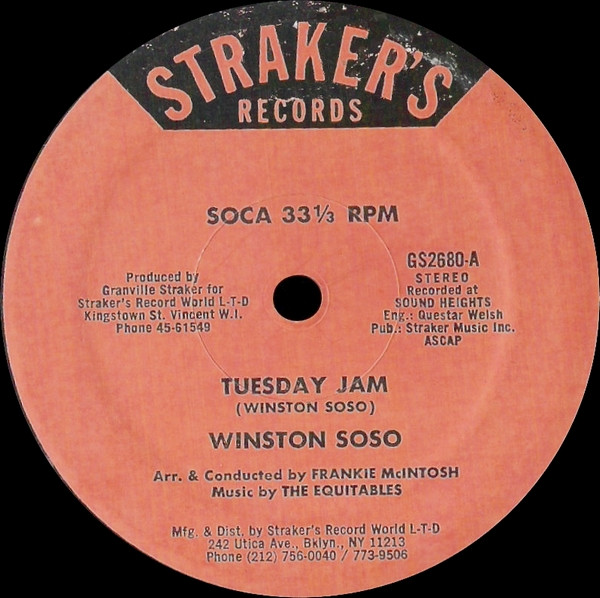 STRAKER'S
RECORDS
SOCA 33 1/3 RPM
Produced by
Granville Straker for
Straker's Record World L-T-D
Kingstown St. Vincent W.I.
Phone 45-61549
GS2680-A
STEREO
Recorded at
SOUND HEIGHTS
Eng.: Questar Welsh
Pub.: Straker Music Inc.
ASCAP
TUESDAY JAM
(WINSTON SOSO)
WINSTON SOSO
Arr. & Conducted by FRANKIE McINTOSH
Music by THE EQUITABLES
Mfg. & Dist. by Straker's Record World L-T-D
242 Utica Ave., Bklyn., NY 11213
Phone (212) 756-0040 / 773-9506